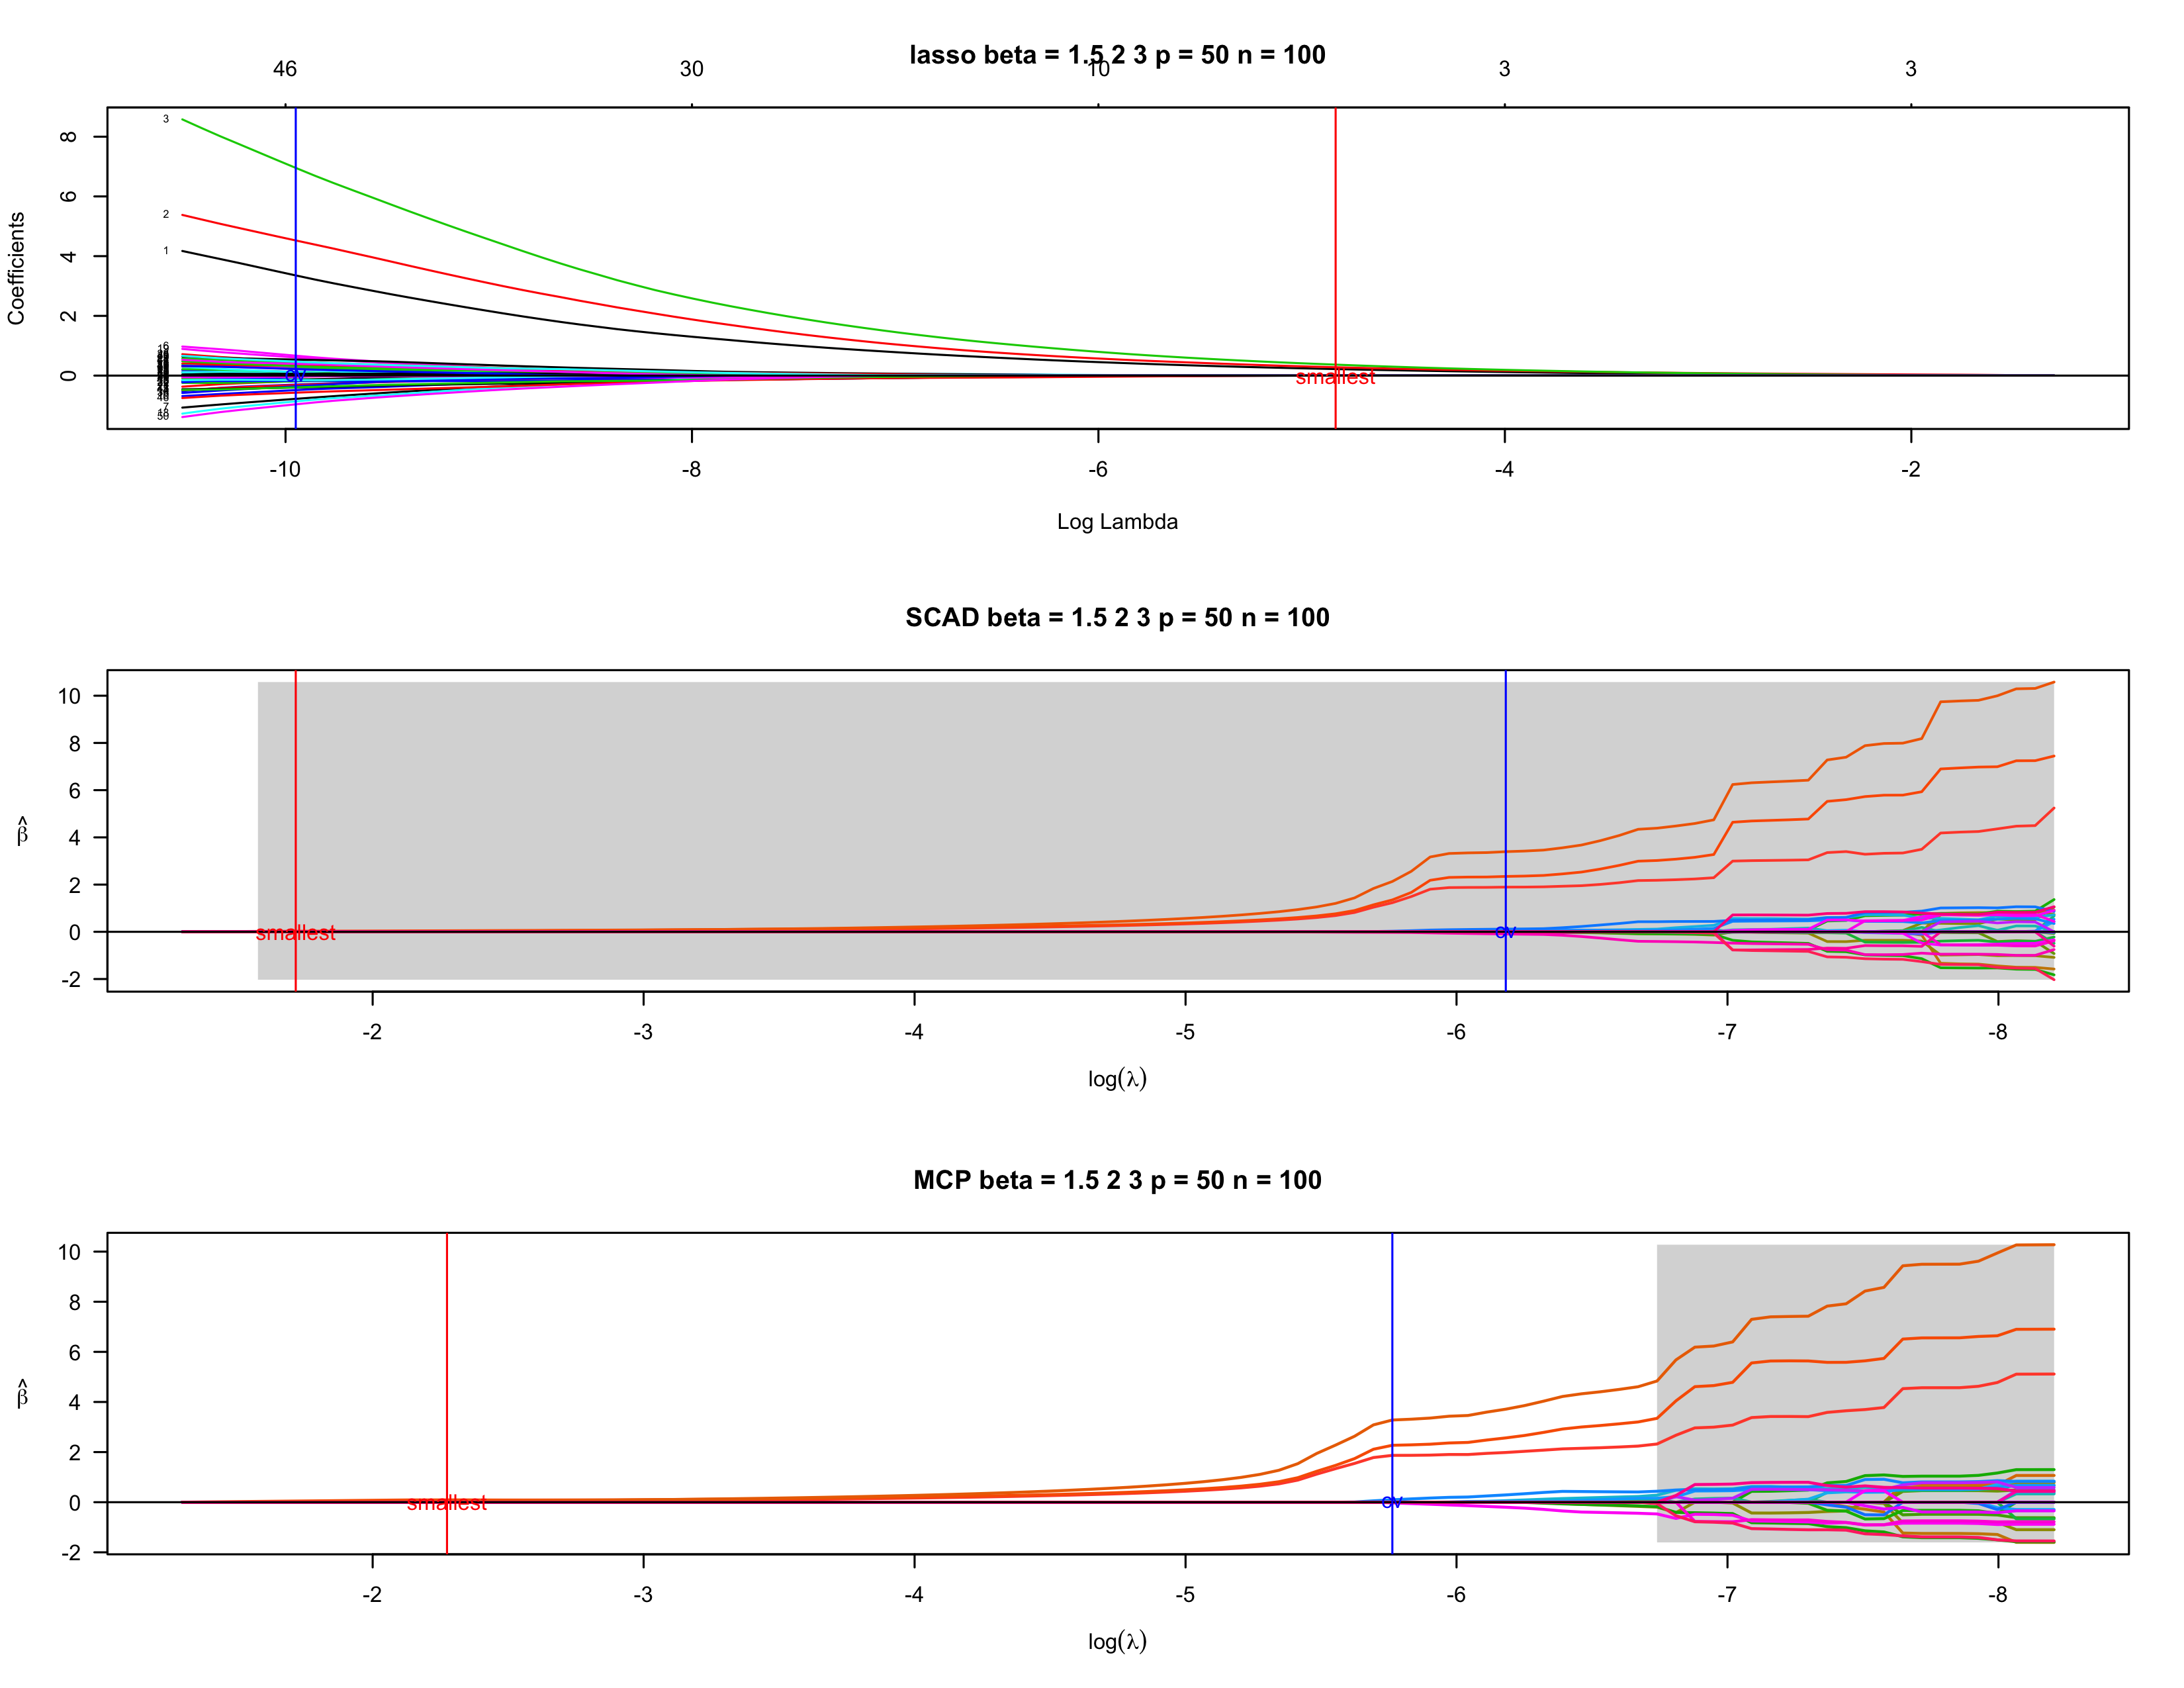 lasso beta = 1.5 2 3 p = 50 n = 100
46 30 10 3 3
8
6
4
2
0
Coefficients
3
2
1
6
7
50
cv
smallest
-10 -8 -6 -4 -2
Log Lambda
SCAD beta = 1.5 2 3 p = 50 n = 100
10
8
6
4
2
0
-2
β̂
smallest
cv
-2 -3 -4 -5 -6 -7 -8
log(λ)
MCP beta = 1.5 2 3 p = 50 n = 100
10
8
6
4
2
0
-2
β̂
smallest
cv
-2 -3 -4 -5 -6 -7 -8
log(λ)